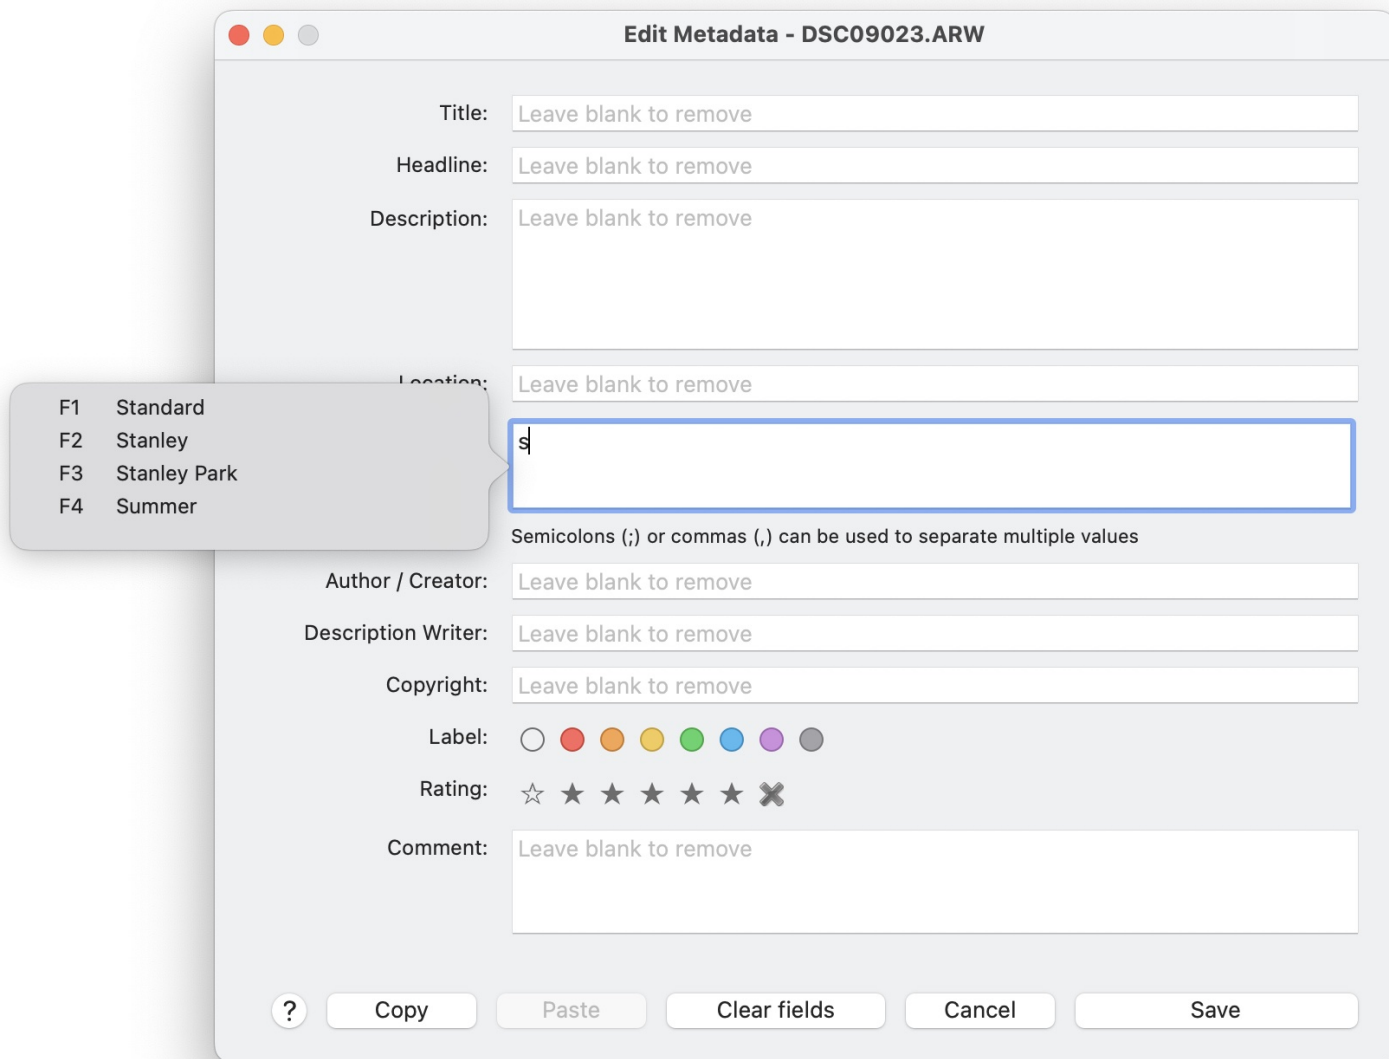 Edit Metadata - DSC09023.ARW
Title: Leave blank to remove
Headline: Leave blank to remove
Description: Leave blank to remove
Location: Leave blank to remove
F1 Standard
F2 Stanley
F3 Stanley Park
F4 Summer
s
Semicolons (;) or commas (,) can be used to separate multiple values
Author / Creator: Leave blank to remove
Description Writer: Leave blank to remove
Copyright: Leave blank to remove
Label:
Rating:
Comment: Leave blank to remove
? Copy Paste Clear fields Cancel Save